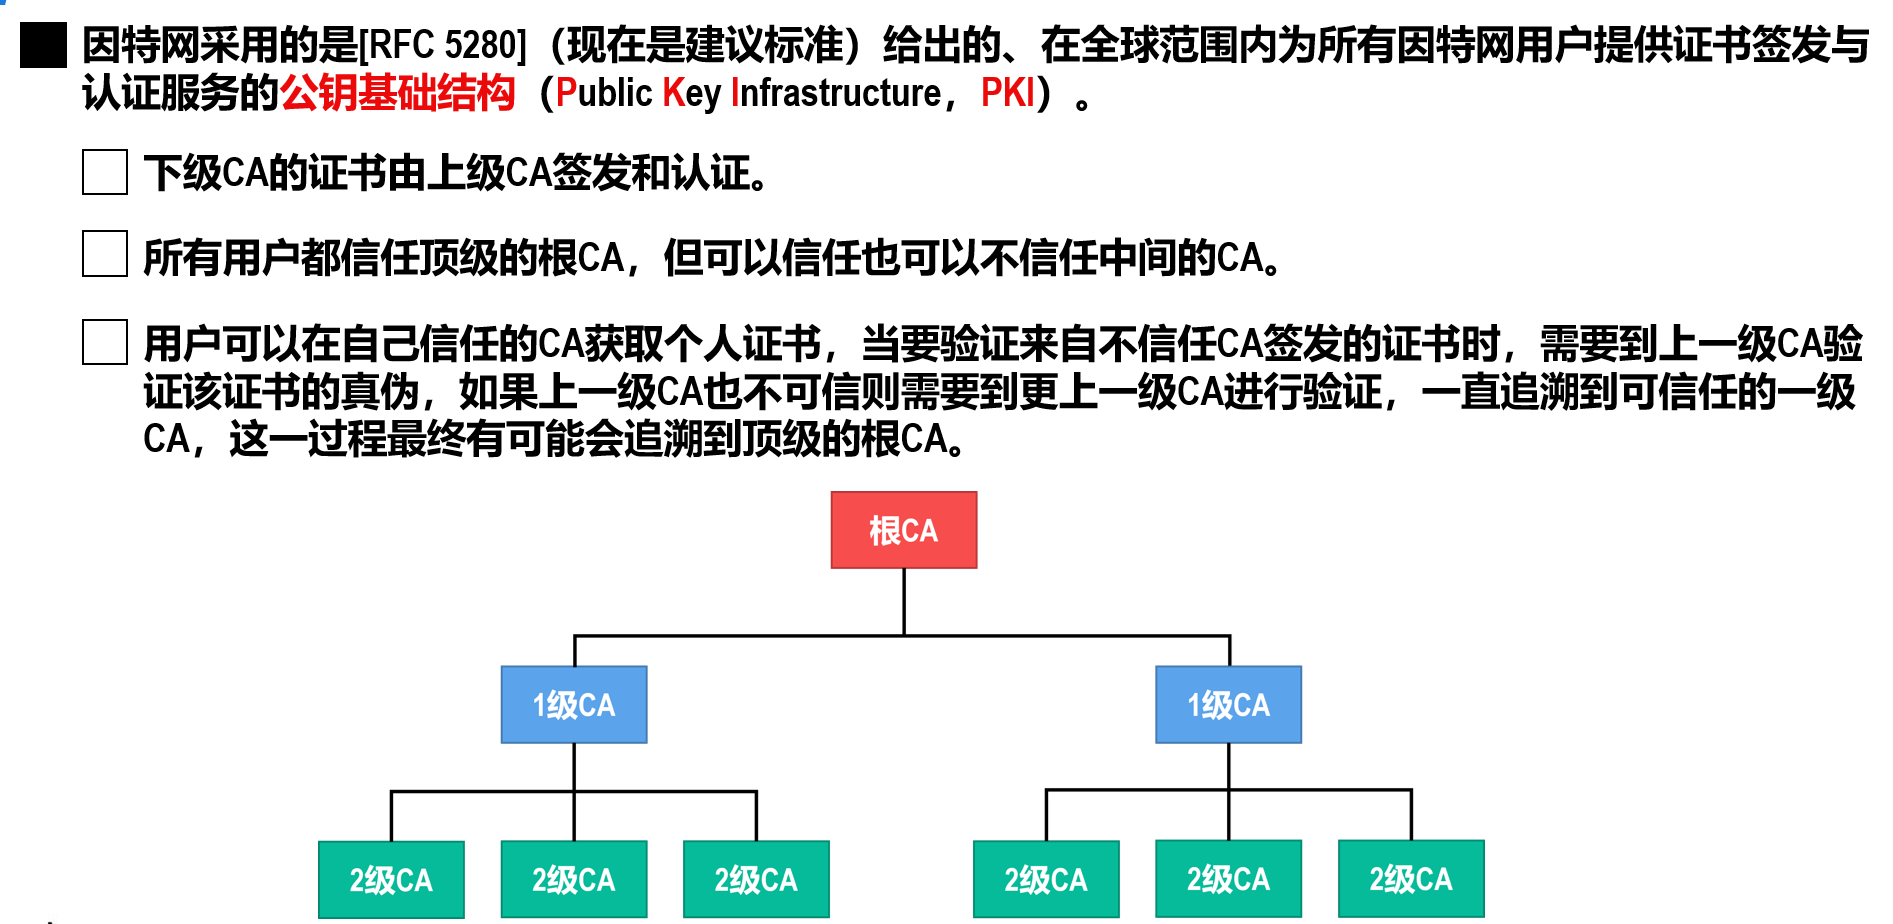 因特网采用的是[RFC 5280]（现在是建议标准）给出的、在全球范围内为所有因特网用户提供证书签发与
认证服务的公钥基础结构（Public Key Infrastructure，PKI）。
下级CA的证书由上级CA签发和认证。
所有用户都信任顶级的根CA，但可以信任也可以不信任中间的CA。
用户可以在自己信任的CA获取个人证书，当要验证来自不信任CA签发的证书时，需要到上一级CA验
证该证书的真伪，如果上一级CA也不可信则需要到更上一级CA进行验证，一直追溯到可信任的一级
CA，这一过程最终有可能会追溯到顶级的根CA。
根CA
1级CA
1级CA
2级CA
2级CA
2级CA
2级CA
2级CA
2级CA